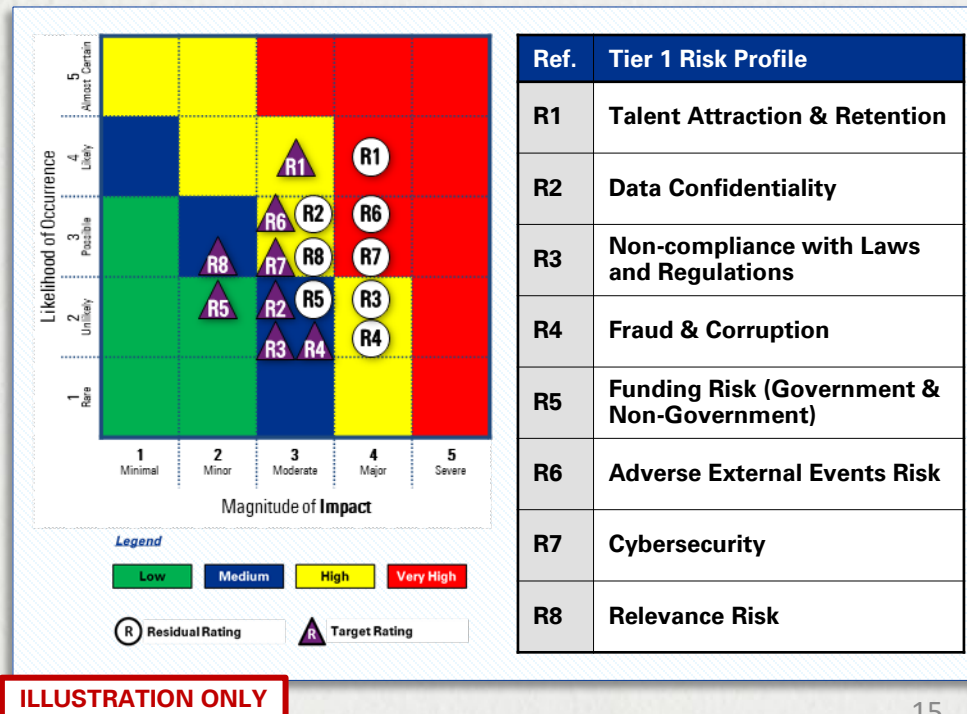 Likelihood of Occurrence
5
Almost Certain
4
Likely
3
Possible
2
Unlikely
1
Rare
R1
R1
R6
R2
R6
R8
R7
R8
R7
R5
R2
R5
R3
R3
R4
R4
1
Minimal
2
Minor
3
Moderate
4
Major
5
Severe
Magnitude of Impact
Legend
Low
Medium
High
Very High
R Residual Rating
R Target Rating
Ref. Tier 1 Risk Profile
R1 Talent Attraction & Retention
R2 Data Confidentiality
R3 Non-compliance with Laws
and Regulations
R4 Fraud & Corruption
R5 Funding Risk (Government &
Non-Government)
R6 Adverse External Events Risk
R7 Cybersecurity
R8 Relevance Risk
ILLUSTRATION ONLY
15